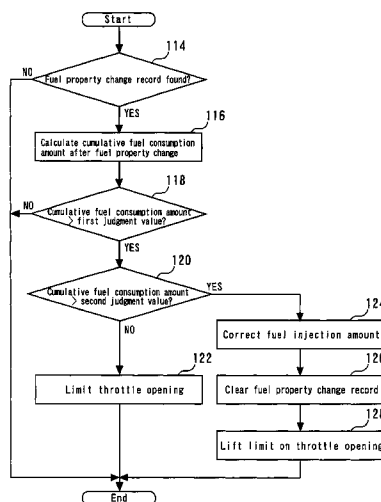 Start
114
Fuel property change record found?
NO
YES
116
Calculate cumulative fuel consumption
amount after fuel property change
118
Cumulative fuel consumption amount
> first judgment value?
NO
YES
120
Cumulative fuel consumption amount
> second judgment value?
YES
NO
124
Correct fuel injection amount
122
Limit throttle opening
126
Clear fuel property change record
128
Lift limit on throttle opening
End